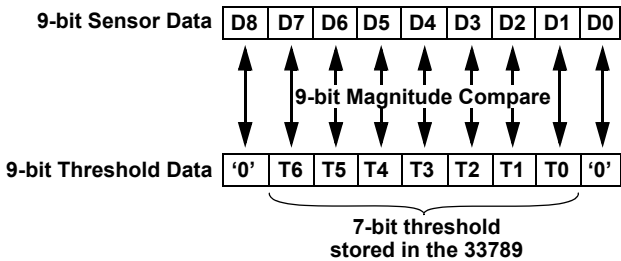 9-bit Sensor Data D8 D7 D6 D5 D4 D3 D2 D1 D0
9-bit Magnitude Compare
9-bit Threshold Data ‘0’ T6 T5 T4 T3 T2 T1 T0 ‘0’
7-bit threshold
stored in the 33789